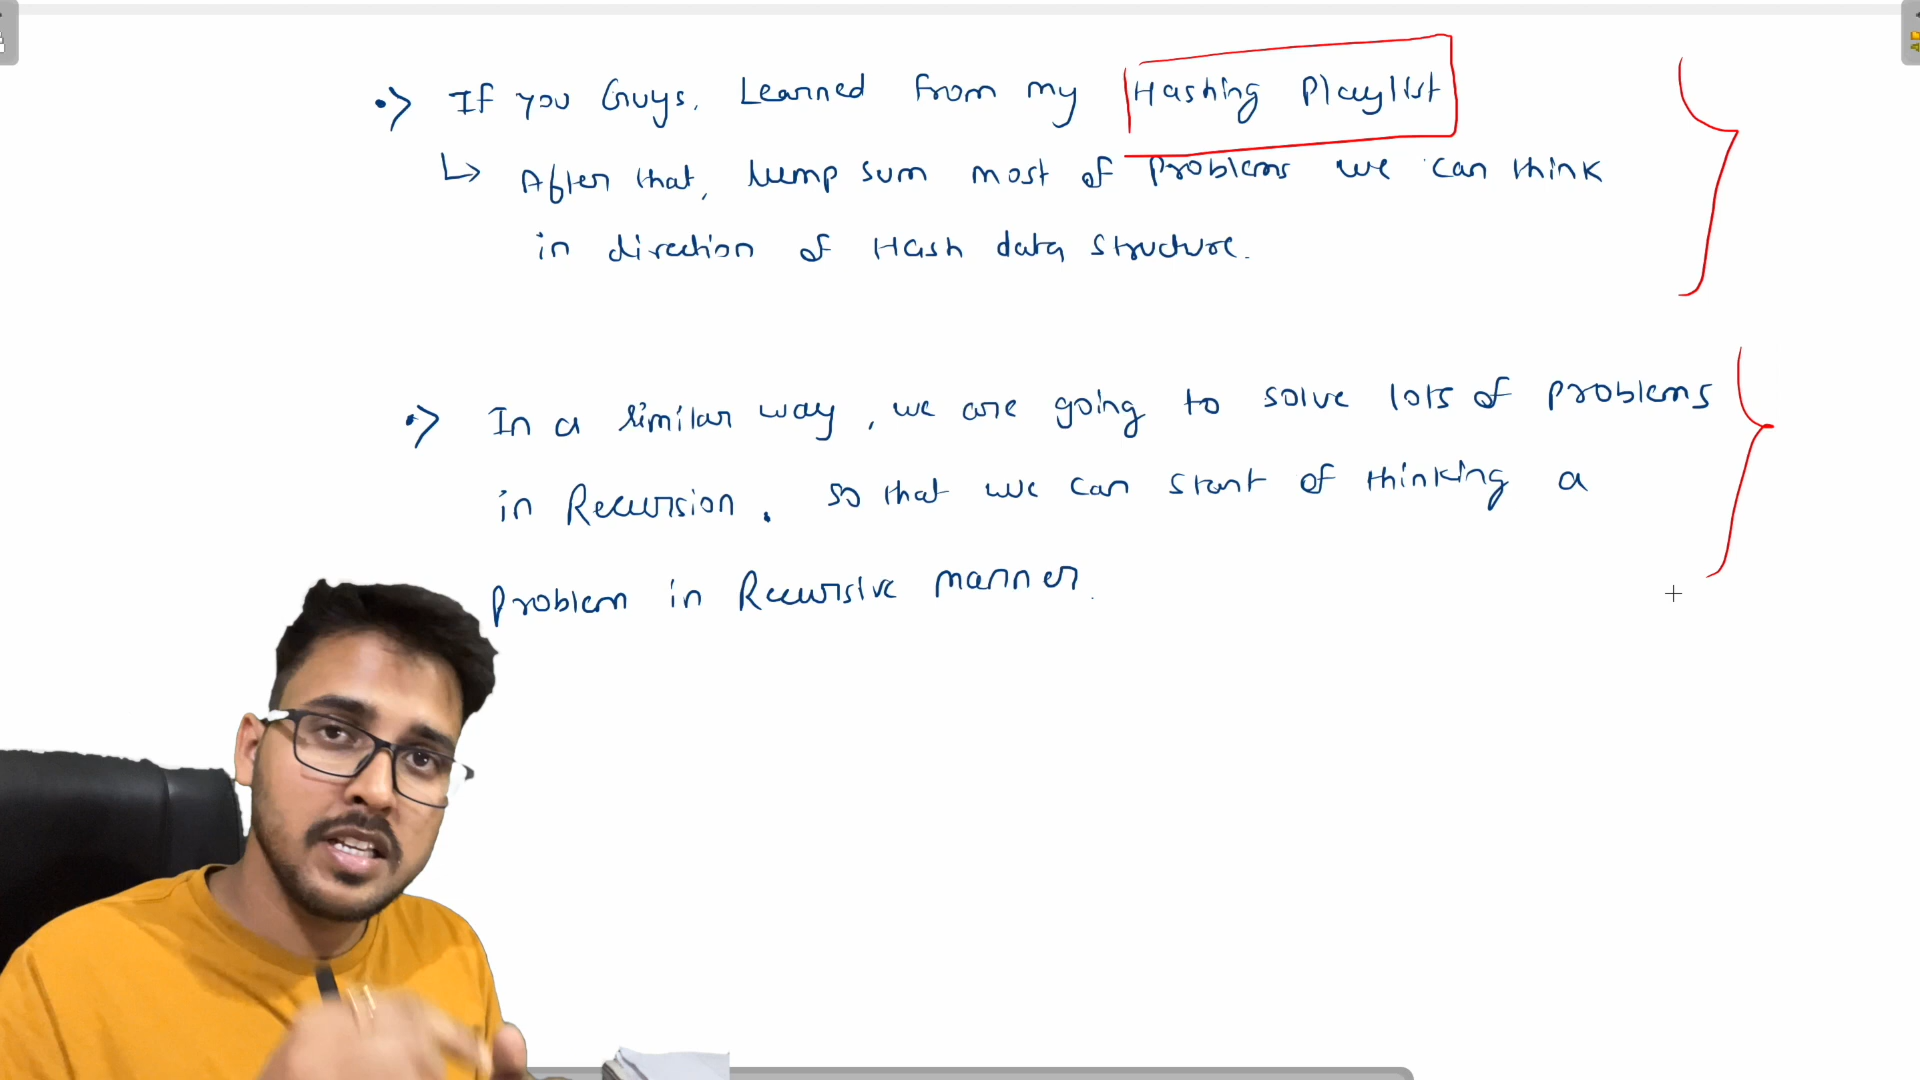 •> If you Guys, Learned from my Hashing Playlist
↳ After that, lump sum most of problems we can think
in direction of Hash data structure.
•> In a similar way, we are going to solve lots of problems
in Recursion. so that we can start of thinking a
problem in Recursive manner.